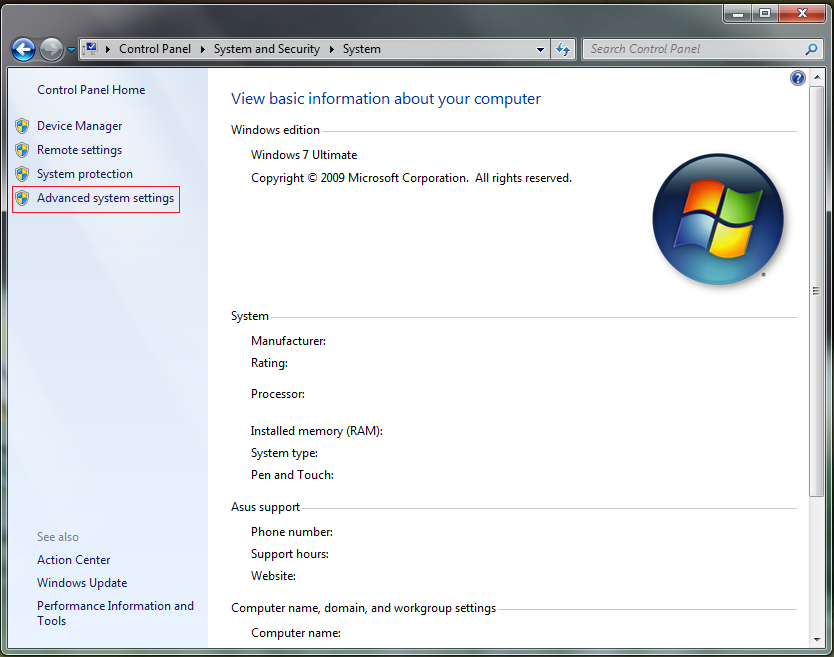 Control Panel System and Security System
Search Control Panel
Control Panel Home
Device Manager
Remote settings
System protection
Advanced system settings
See also
Action Center
Windows Update
Performance Information and
Tools
?
View basic information about your computer
Windows edition
Windows 7 Ultimate
Copyright © 2009 Microsoft Corporation. All rights reserved.
System
Manufacturer:
Rating:
Processor:
Installed memory (RAM):
System type:
Pen and Touch:
Asus support
Phone number:
Support hours:
Website:
Computer name, domain, and workgroup settings
Computer name: